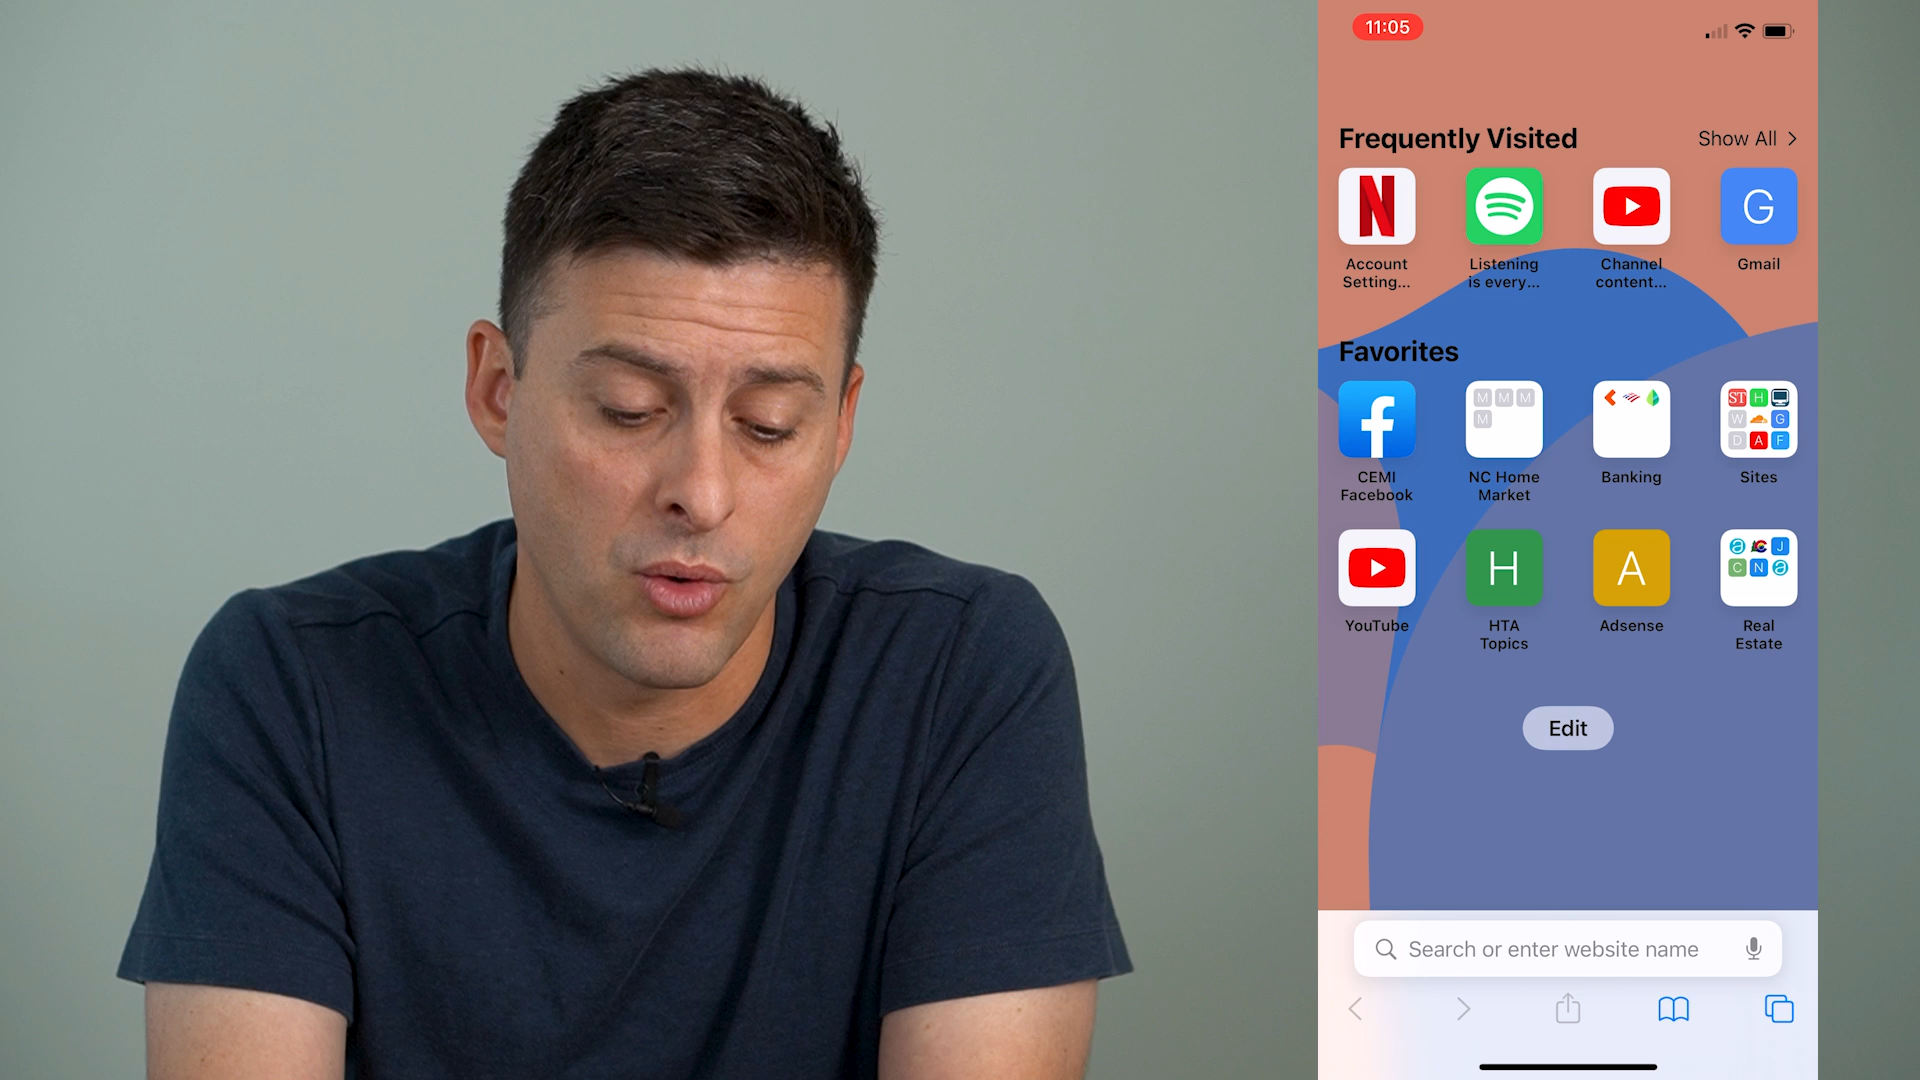 11:05
Frequently Visited
Show All
N
G
Account
Setting...
Listening
is every...
Channel
content...
Gmail
Favorites
f
M M M
M
ST H
W G
D A F
CEMI
Facebook
NC Home
Market
Banking
Sites
H
A
a C J
C N a
YouTube
HTA
Topics
Adsense
Real
Estate
Edit
Search or enter website name